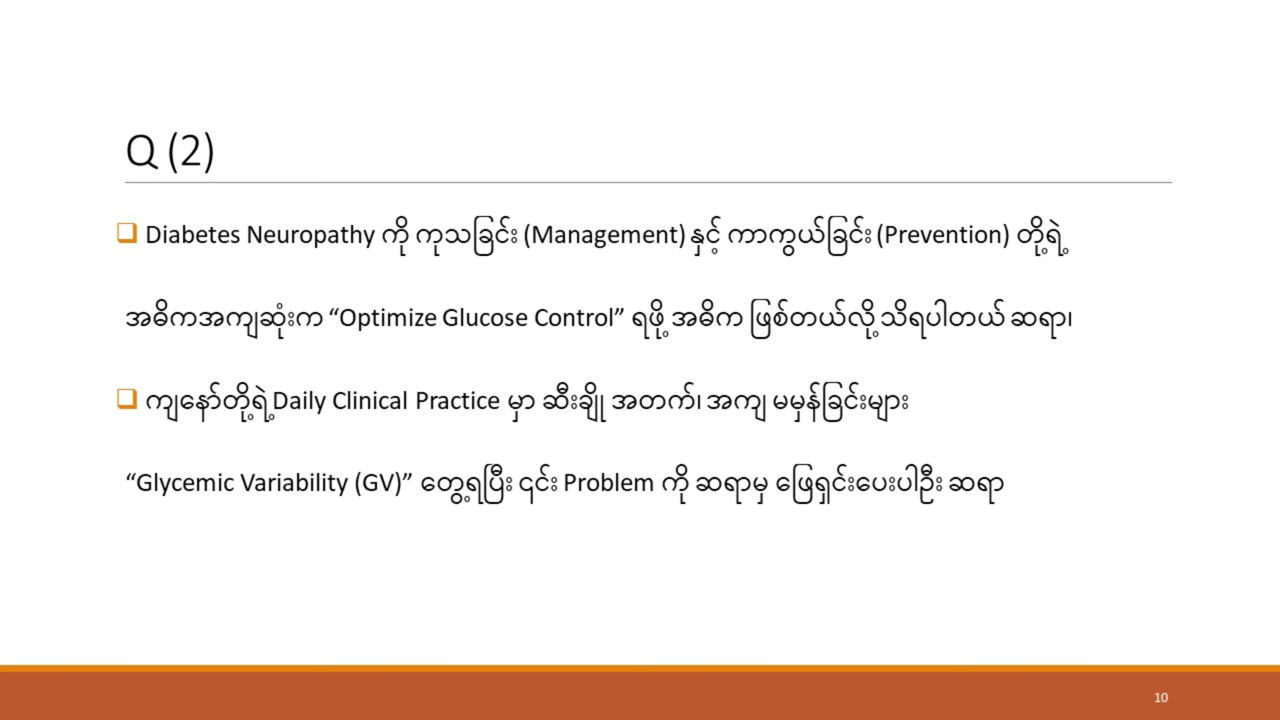 Q (2)
Diabetes Neuropathy ကို ကုသခြင်း (Management) နှင့် ကာကွယ်ခြင်း (Prevention) တို့ရဲ့
အဓိကအကျဆုံးက “Optimize Glucose Control” ရဖို့ အဓိက ဖြစ်တယ်လို့ သိရပါတယ် ဆရာ၊
ကျနော်တို့ရဲ့ Daily Clinical Practice မှာ ဆီးချို အတက်၊ အကျ မမှန်ခြင်းများ
“Glycemic Variability (GV)” တွေ့ရပြီး ၎င်း Problem ကို ဆရာမှ ဖြေရှင်းပေးပါဦး ဆရာ
10